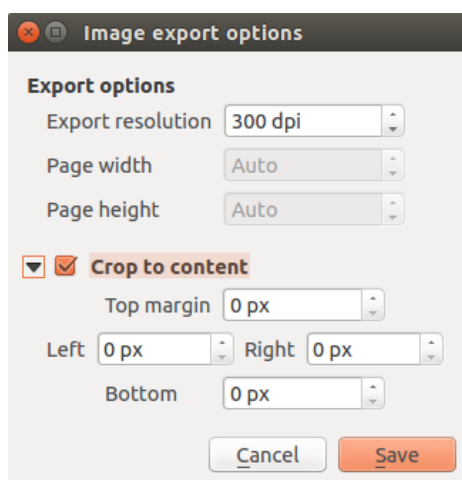 Image export options
Export options
Export resolution 300 dpi
Page width Auto
Page height Auto
Crop to content
Top margin 0 px
Left 0 px Right 0 px
Bottom 0 px
Cancel Save